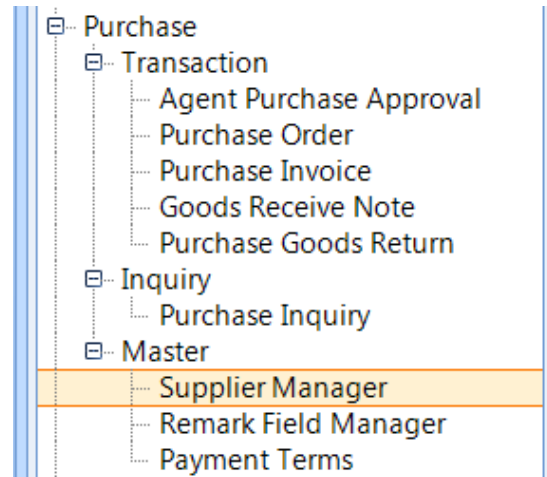 Purchase
Transaction
Agent Purchase Approval
Purchase Order
Purchase Invoice
Goods Receive Note
Purchase Goods Return
Inquiry
Purchase Inquiry
Master
Supplier Manager
Remark Field Manager
Payment Terms